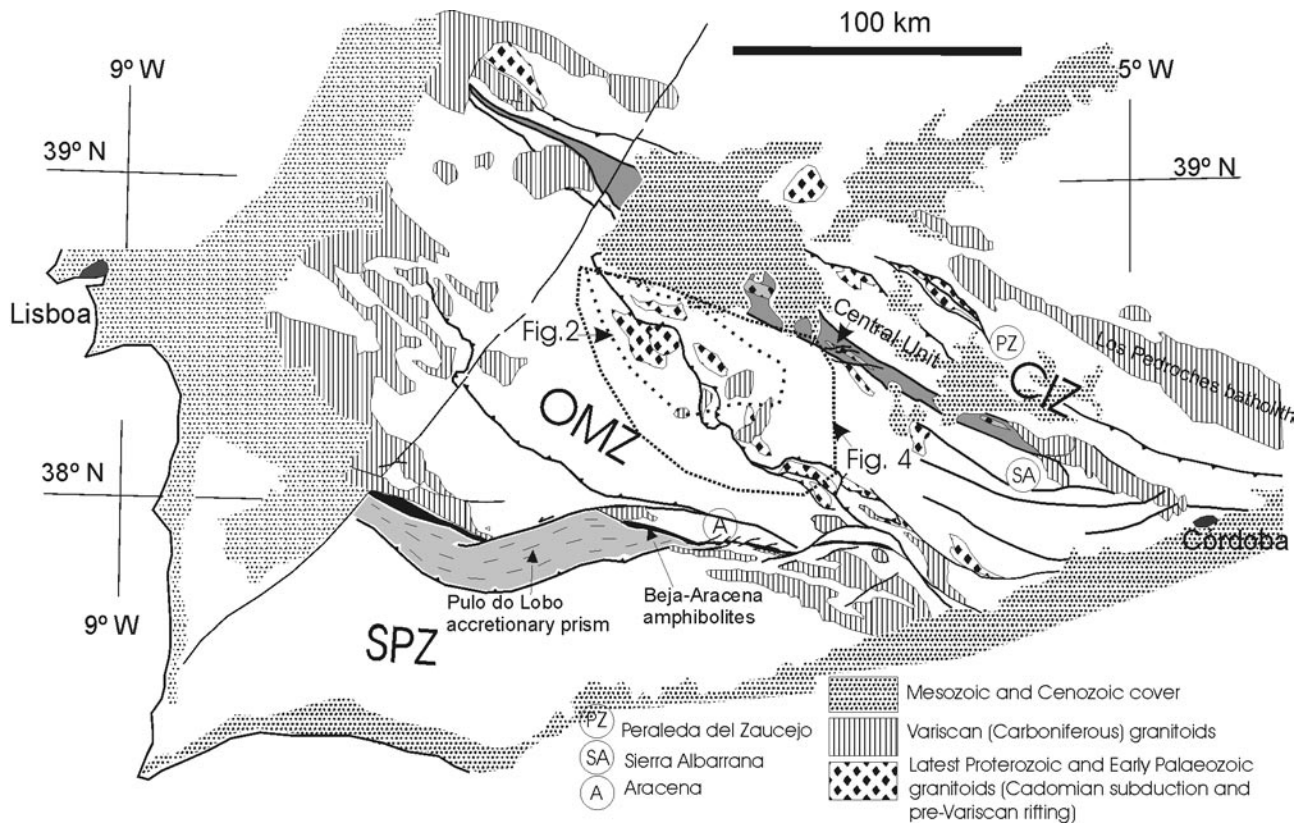 100 km
9º W
5º W
39º N
39º N
Lisboa
Fig.2
Central Unit
PZ
Los Pedroches batholith
CIZ
OMZ
Fig. 4
SA
38º N
A
Córdoba
Pulo do Lobo
accretionary prism
Beja-Aracena
amphibolites
9º W
SPZ
PZ Peraleda del Zaucejo
SA Sierra Albarrana
A Aracena
Mesozoic and Cenozoic cover
Variscan (Carboniferous) granitoids
Latest Proterozoic and Early Palaeozoic
granitoids (Cadomian subduction and
pre-Variscan rifting)